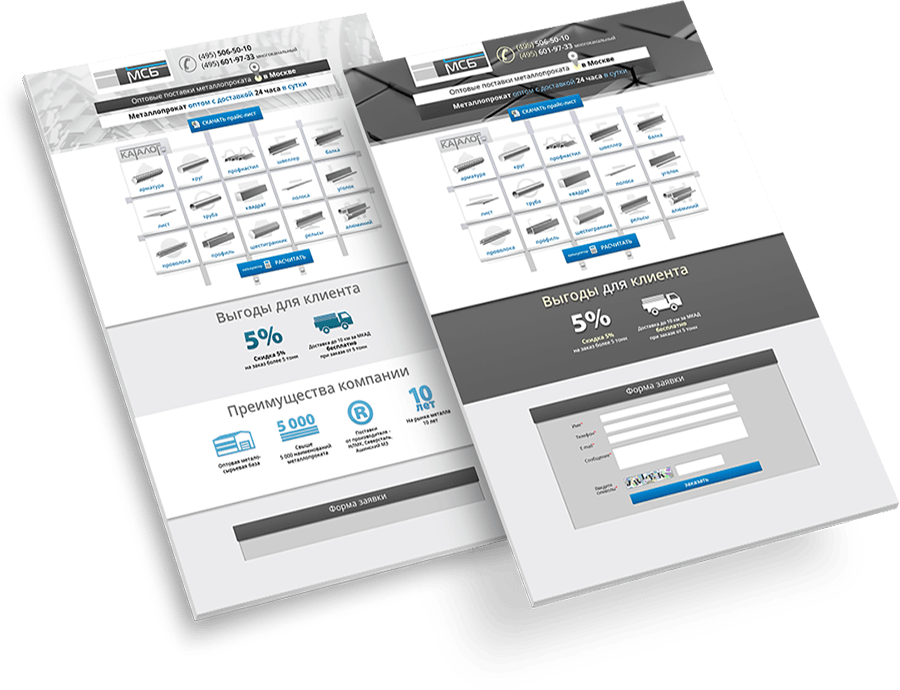 МСБ
(495) 506-50-10
(495) 601-97-33 многоканальный
Оптовые поставки металлопроката в Москве
Металлопрокат оптом с доставкой 24 часа в сутки
СКАЧАТЬ прайс-лист
КАТАЛОГ
арматура
круг
профнастил
швеллер
балка
лист
труба
квадрат
полоса
уголок
проволока
профиль
шестигранник
рельсы
алюминий
калькулятор РАСЧИТАТЬ
Выгоды для клиента
5%
Скидка 5%
на заказ более 5 тонн
Доставка до 10 км за МКАД
бесплатно
при заказе от 5 тонн
Преимущества компании
Оптовая метало-
сырьевая база
5 000
Свыше
5 000 наименований
металлопроката
®
Поставки
от производителя -
НЛМК, Северсталь,
Ашинский МЗ
10
лет
На рынке металла
10 лет
Форма заявки
МСБ
(495) 506-50-10
(495) 601-97-33 многоканальный
Оптовые поставки металлопроката в Москве
Металлопрокат оптом с доставкой 24 часа в сутки
СКАЧАТЬ прайс-лист
КАТАЛОГ
арматура
круг
профнастил
швеллер
балка
лист
труба
квадрат
полоса
уголок
проволока
профиль
шестигранник
рельсы
алюминий
калькулятор РАСЧИТАТЬ
Выгоды для клиента
5%
Скидка 5%
на заказ более 5 тонн
Доставка до 10 км за МКАД
бесплатно
при заказе от 5 тонн
Форма заявки
Имя*
Телефон*
E-mail*
Сообщение*
Введите
символы*
заказать